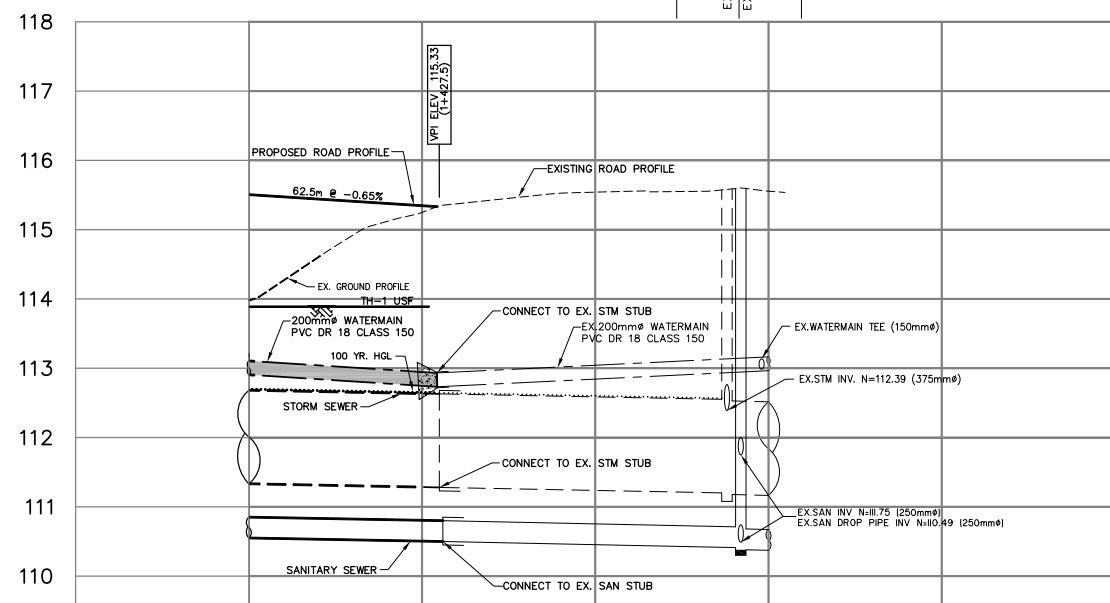 118
117
116
115
114
113
112
111
110
EX
EX
VPI ELEV 115.33
(1+427.5)
PROPOSED ROAD PROFILE
EXISTING ROAD PROFILE
62.5m @ -0.65%
EX. GROUND PROFILE
TH-1 USF
200mmø WATERMAIN
PVC DR 18 CLASS 150
CONNECT TO EX. STM STUB
EX.200mmø WATERMAIN
PVC DR 18 CLASS 150
EX.WATERMAIN TEE (150mmø)
100 YR. HGL
EX.STM INV. N=112.39 (375mmø)
STORM SEWER
CONNECT TO EX. STM STUB
EX.SAN INV N=111.75 (250mmø)
EX.SAN DROP PIPE INV N=110.49 (250mmø)
SANITARY SEWER
CONNECT TO EX. SAN STUB